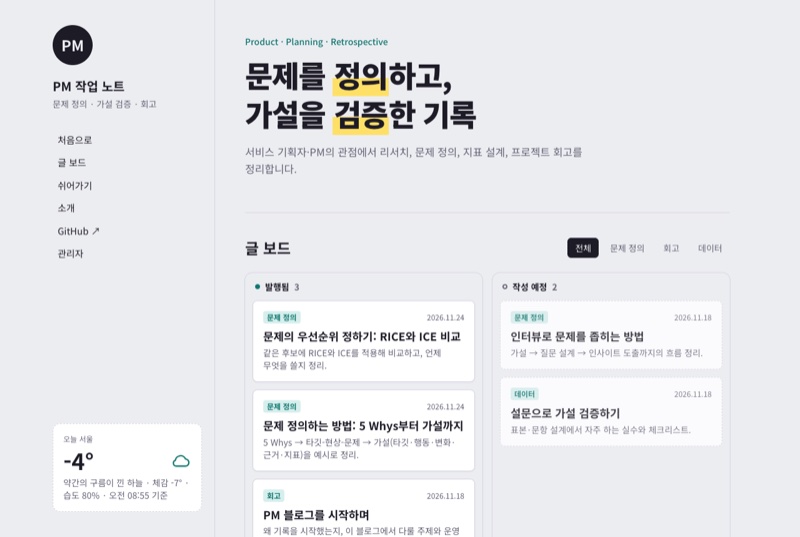 PM
PM 작업 노트
문제 정의 · 가설 검증 · 회고
처음으로
글 보드
쉬어가기
소개
GitHub ↗
관리자
오늘 서울
-4°
약간의 구름이 낀 하늘 · 체감 -7° ·
습도 80% · 오전 08:55 기준
Product · Planning · Retrospective
문제를 정의하고,
가설을 검증한 기록
서비스 기획자·PM의 관점에서 리서치, 문제 정의, 지표 설계, 프로젝트 회고를
정리합니다.
글 보드
전체 문제 정의 회고 데이터
발행됨 3
문제 정의 2026.11.24
문제의 우선순위 정하기: RICE와 ICE 비교
같은 후보에 RICE와 ICE를 적용해 비교하고, 언제
무엇을 쓸지 정리.
문제 정의 2026.11.24
문제 정의하는 방법: 5 Whys부터 가설까지
5 Whys → 타깃·현상·문제 → 가설(타깃·행동·변화·
근거·지표)을 예시로 정리.
회고 2026.11.18
PM 블로그를 시작하며
왜 기록을 시작했는지, 이 블로그에서 다룰 주제와 운영
작성 예정 2
문제 정의 2026.11.18
인터뷰로 문제를 좁히는 방법
가설 → 질문 설계 → 인사이트 도출까지의 흐름 정리.
데이터 2026.11.18
설문으로 가설 검증하기
표본·문항 설계에서 자주 하는 실수와 체크리스트.